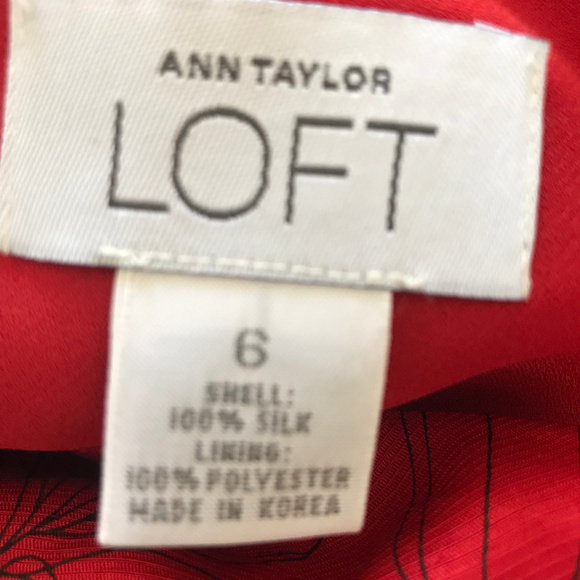 ANN TAYLOR
LOFT
6
SHELL:
100% SILK
LINING:
100% POLYESTER
MADE IN KOREA